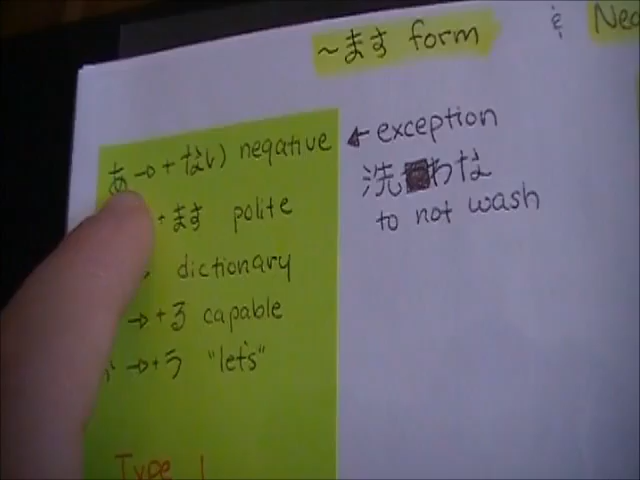 ～ます form & Neg
あ → + ない negative ← exception
洗わな
+ ます polite
to not wash
dictionary
→ + る capable
→ + う "let's"
Type 1